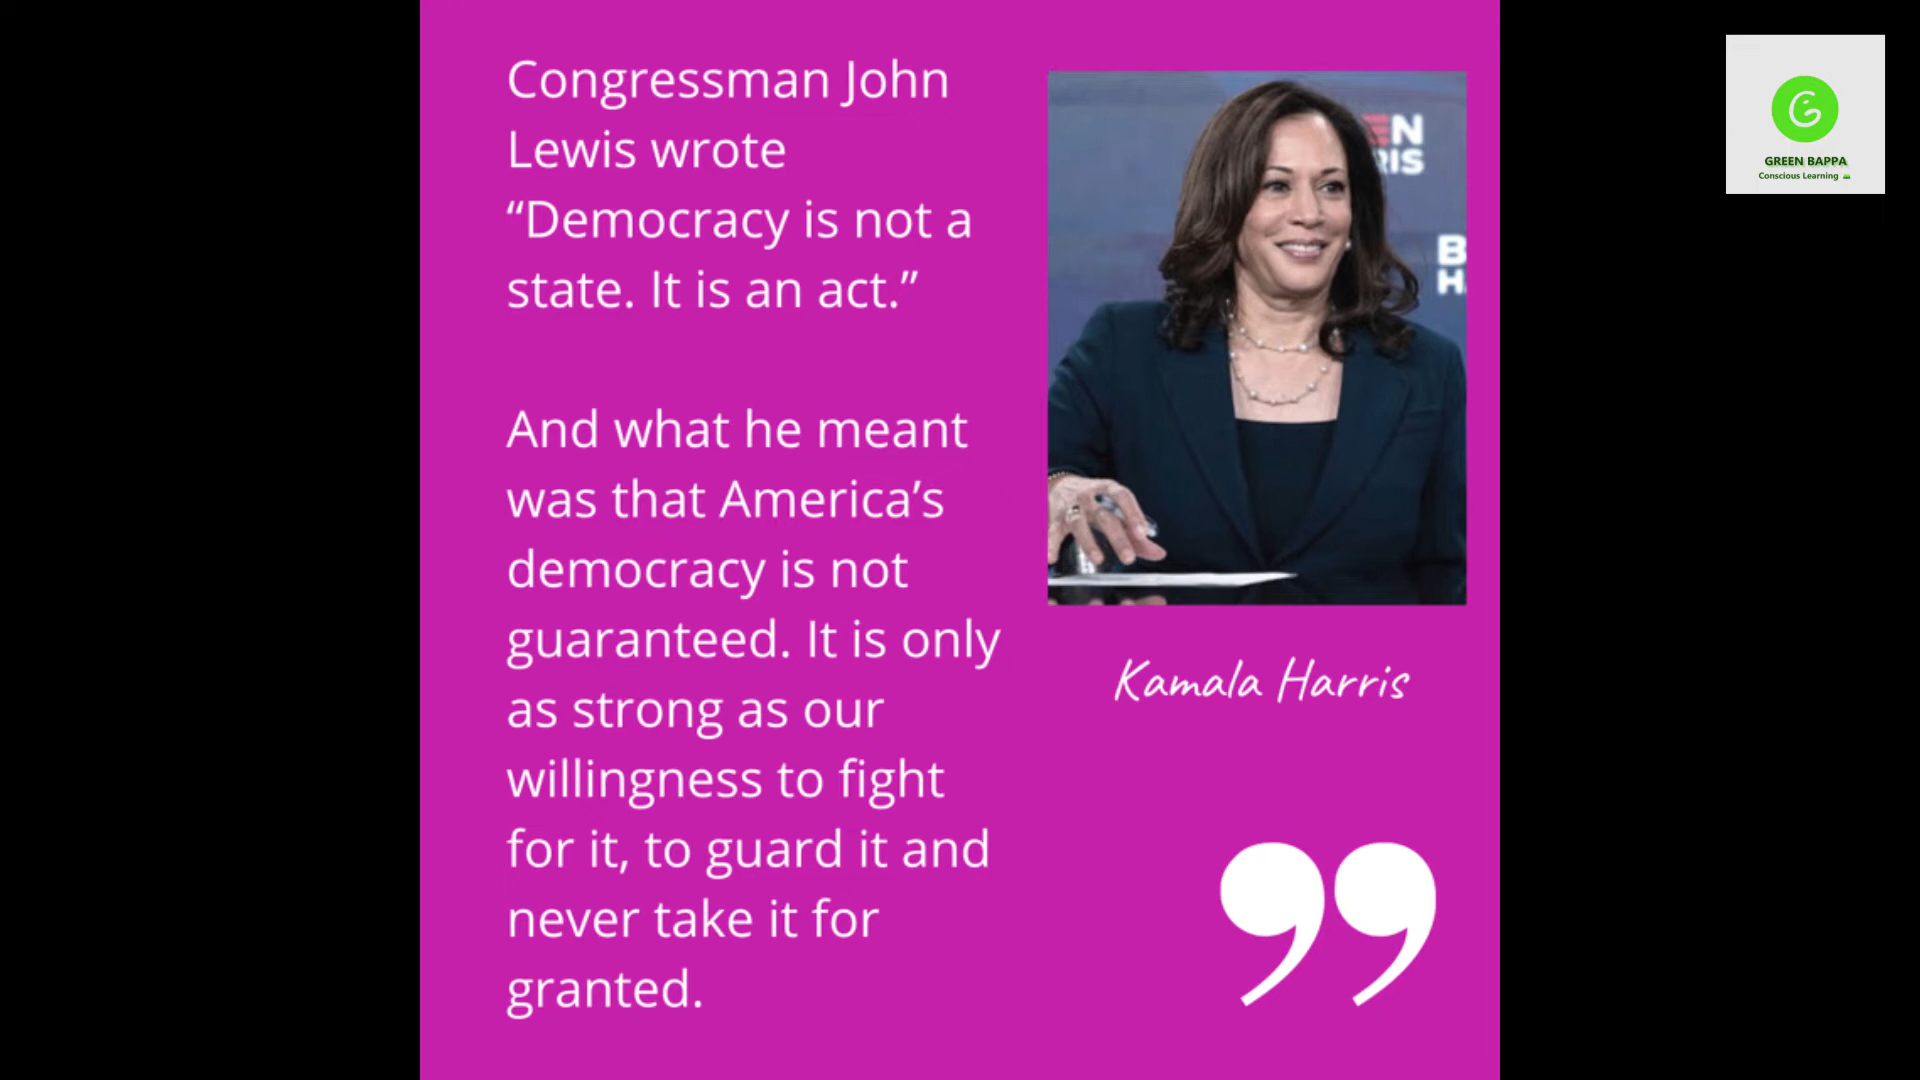 Congressman John
Lewis wrote
“Democracy is not a
state. It is an act.”
And what he meant
was that America’s
democracy is not
guaranteed. It is only
as strong as our
willingness to fight
for it, to guard it and
never take it for
granted.
EN
RIS
B
H
Kamala Harris
”
GREEN BAPPA
Conscious Learning